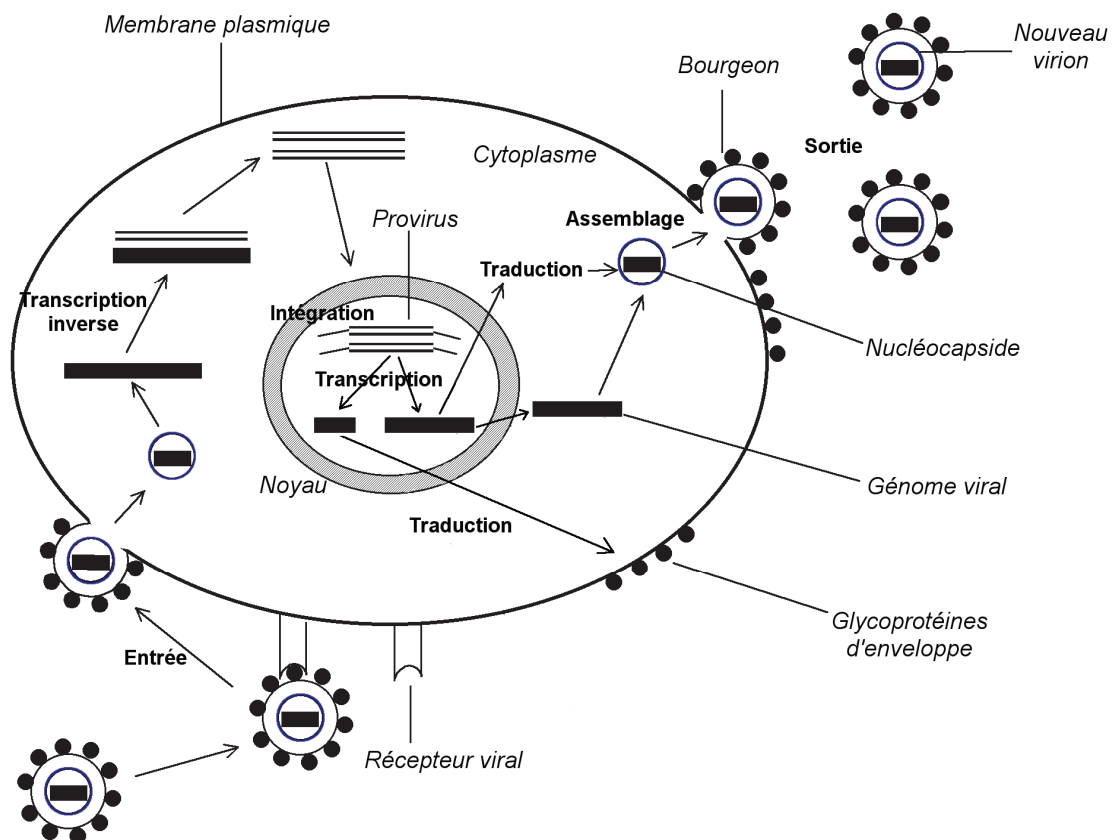 Membrane plasmique
Nouveau
virion
Bourgeon
Sortie
Cytoplasme
Provirus
Assemblage
Traduction
Transcription
inverse
Intégration
Nucléocapside
Transcription
Noyau
Génome viral
Traduction
Glycoprotéines
d'enveloppe
Entrée
Récepteur viral